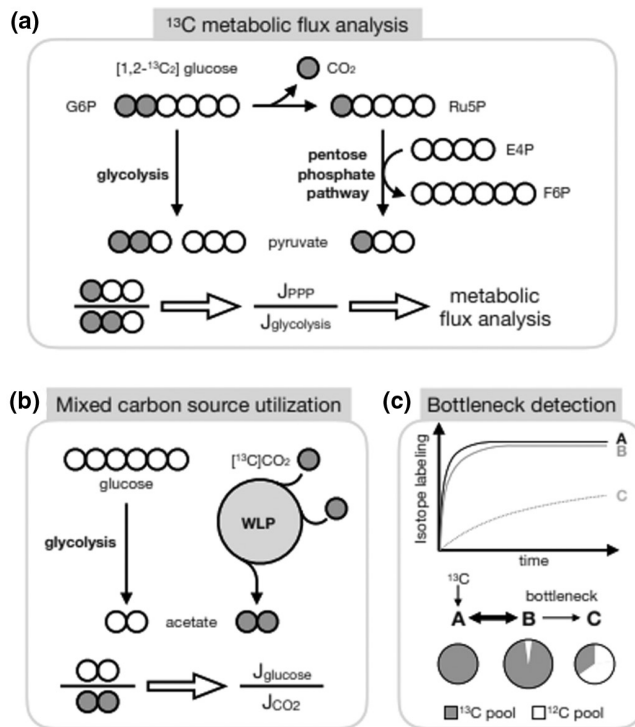 (a)
¹³C metabolic flux analysis
[1,2-¹³C₂] glucose
CO₂
G6P
Ru5P
glycolysis
pentose
phosphate
pathway
E4P
F6P
pyruvate
J_PPP
J_glycolysis
metabolic
flux analysis
(b)
Mixed carbon source utilization
glucose
[¹³C]CO₂
WLP
glycolysis
acetate
J_glucose
J_CO2
(c)
Bottleneck detection
Isotope labeling
A
B
C
time
¹³C
bottleneck
A B C
¹³C pool ¹²C pool